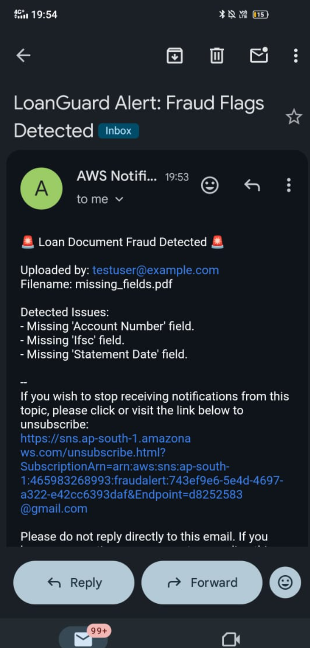 4G+ 19:54
15
LoanGuard Alert: Fraud Flags
Detected Inbox
A
AWS Notifi... 19:53
to me
🚨 Loan Document Fraud Detected 🚨
Uploaded by: testuser@example.com
Filename: missing_fields.pdf
Detected Issues:
- Missing 'Account Number' field.
- Missing 'Ifsc' field.
- Missing 'Statement Date' field.
--
If you wish to stop receiving notifications from this
topic, please click or visit the link below to
unsubscribe:
https://sns.ap-south-1.amazona
ws.com/unsubscribe.html?
SubscriptionArn=arn:aws:sns:ap-south-
1:465983268993:fraudalert:743ef9e6-5e4d-4697-
a322-e42cc6393daf&Endpoint=d8252583
@gmail.com
Please do not reply directly to this email. If you
Reply
Forward
99+